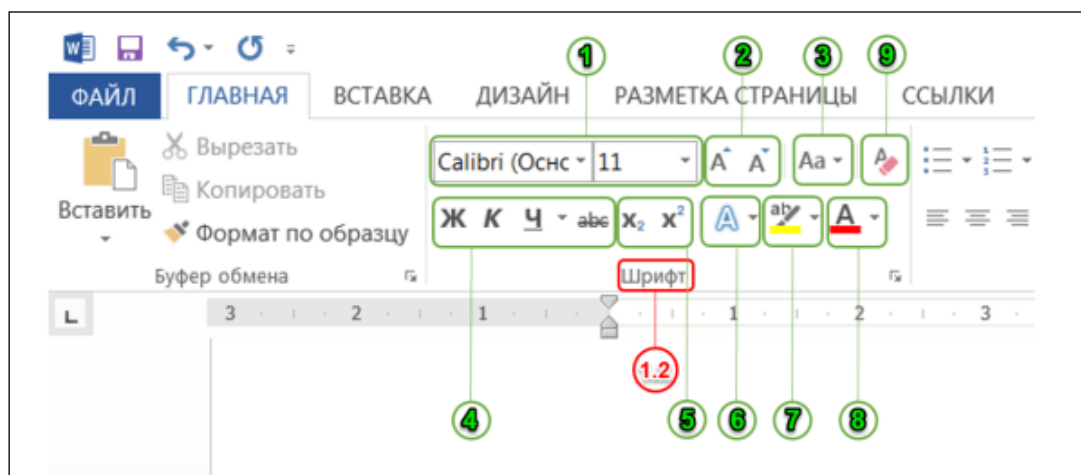 1 2 3 9
ФАЙЛ ГЛАВНАЯ ВСТАВКА ДИЗАЙН РАЗМЕТКА СТРАНИЦЫ ССЫЛКИ
Вырезать
Calibri (Оснс 11 A A Aa
Копировать
Вставить
Ж К Ч abc X₂ X² A ab A
Формат по образцу
Буфер обмена Шрифт
3 2 1 1 2 3
1.2
4 5 6 7 8